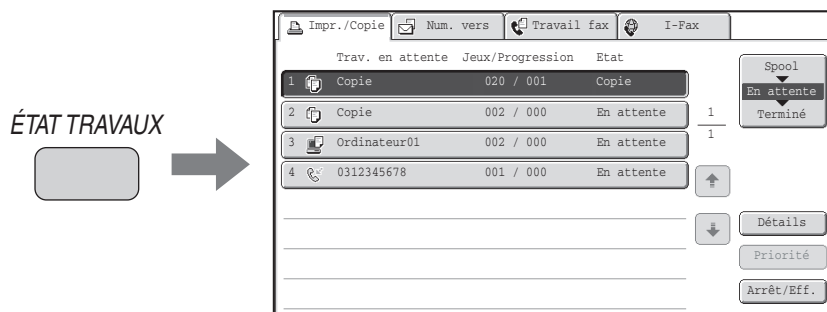 Impr./Copie Num. vers Travail fax I-Fax
Trav. en attente Jeux/Progression Etat
1 Copie 020 / 001 Copie
2 Copie 002 / 000 En attente
3 Ordinateur01 002 / 000 En attente
4 0312345678 001 / 000 En attente
1
1
Spool
En attente
Terminé
Détails
Priorité
Arrêt/Eff.
ÉTAT TRAVAUX